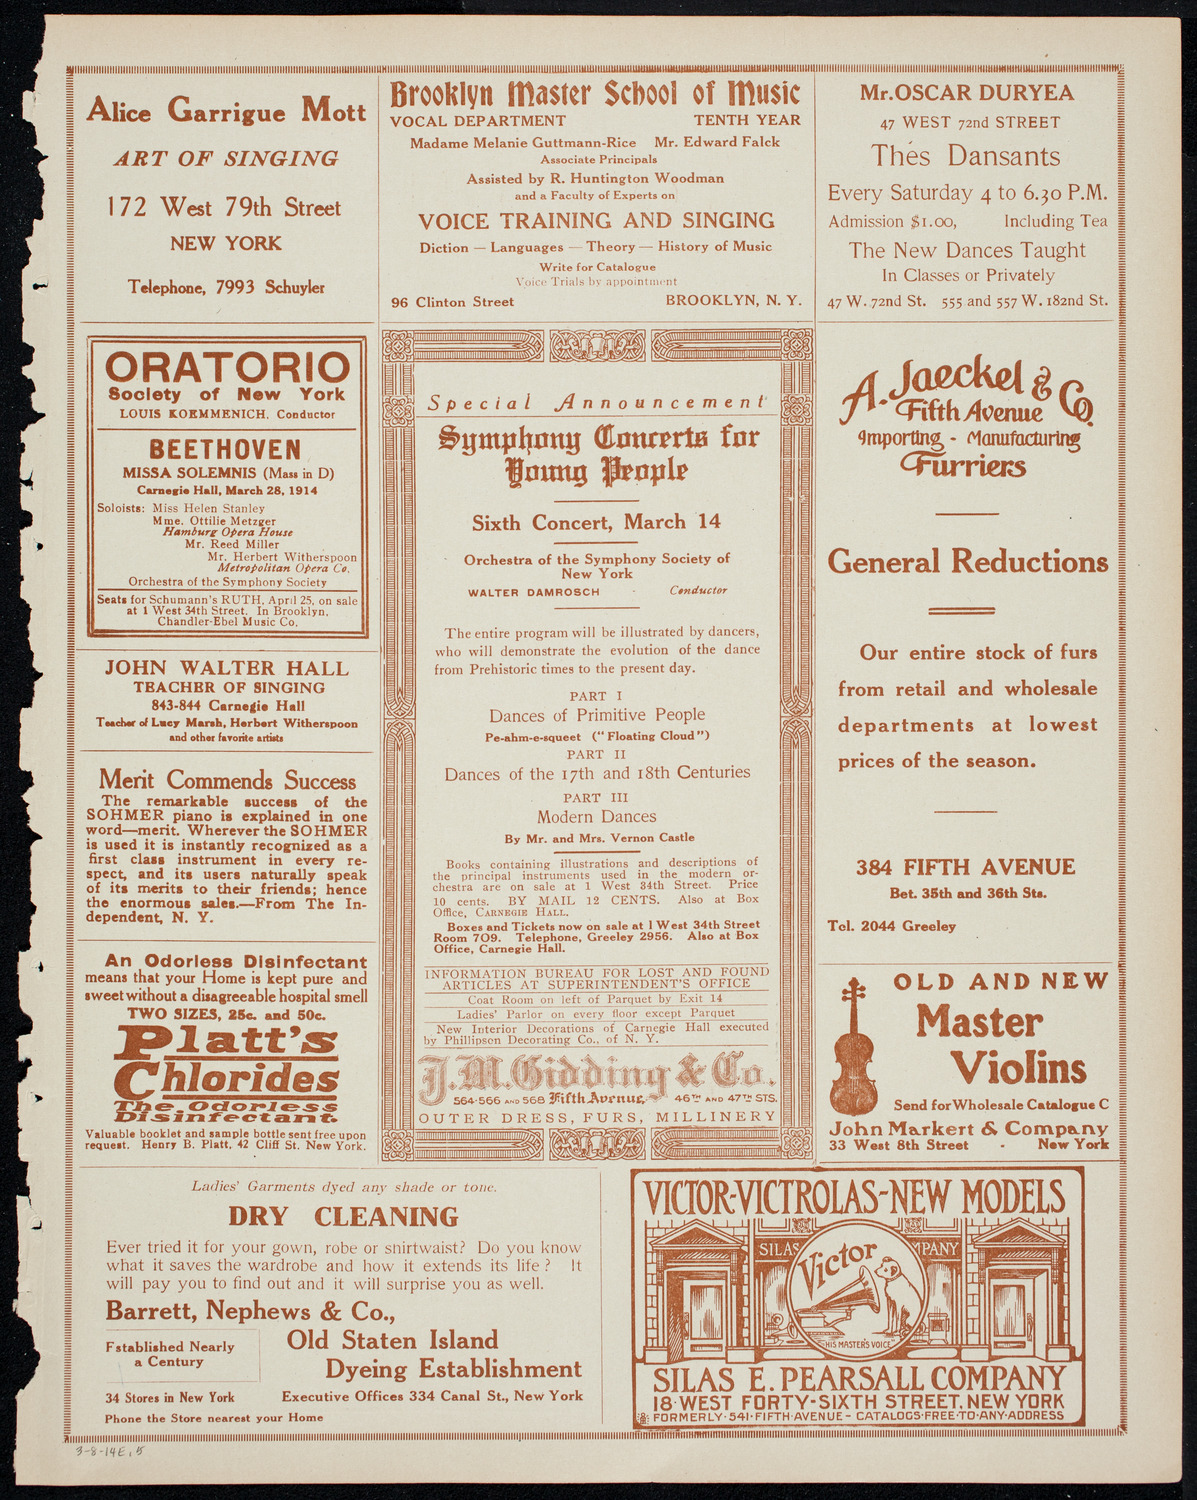 Alice Garrigue Mott
ART OF SINGING
172 West 79th Street
NEW YORK
Telephone, 7993 Schuyler
Brooklyn Master School of Music
VOCAL DEPARTMENT TENTH YEAR
Madame Melanie Guttmann-Rice Mr. Edward Falck
Associate Principals
Assisted by R. Huntington Woodman
and a Faculty of Experts on
VOICE TRAINING AND SINGING
Diction — Languages — Theory — History of Music
Write for Catalogue
Voice Trials by appointment
96 Clinton Street BROOKLYN, N. Y.
Mr. OSCAR DURYEA
47 WEST 72nd STREET
Thés Dansants
Every Saturday 4 to 6.30 P.M.
Admission $1.00, Including Tea
The New Dances Taught
In Classes or Privately
47 W. 72nd St. 555 and 557 W. 182nd St.
ORATORIO
Society of New York
LOUIS KOEMMENICH, Conductor
BEETHOVEN
MISSA SOLEMNIS (Mass in D)
Carnegie Hall, March 28, 1914
Soloists: Miss Helen Stanley
Mme. Ottilie Metzger
Hamburg Opera House
Mr. Reed Miller
Mr. Herbert Witherspoon
Metropolitan Opera Co.
Orchestra of the Symphony Society
Seats for Schumann's RUTH, April 25, on sale
at 1 West 34th Street. In Brooklyn,
Chandler-Ebel Music Co.
JOHN WALTER HALL
TEACHER OF SINGING
843-844 Carnegie Hall
Teacher of Lucy Marsh, Herbert Witherspoon
and other favorite artists
Merit Commends Success
The remarkable success of the
SOHMER piano is explained in one
word—merit. Wherever the SOHMER
is used it is instantly recognized as a
first class instrument in every re-
spect, and its users naturally speak
of its merits to their friends; hence
the enormous sales.—From The In-
dependent, N. Y.
An Odorless Disinfectant
means that your Home is kept pure and
sweet without a disagreeable hospital smell
TWO SIZES, 25c. and 50c.
Platt's
Chlorides
The Odorless
Disinfectant.
Valuable booklet and sample bottle sent free upon
request. Henry B. Platt, 42 Cliff St. New York.
Special Announcement
Symphony Concerts for
Young People
Sixth Concert, March 14
Orchestra of the Symphony Society of
New York
WALTER DAMROSCH - Conductor
The entire program will be illustrated by dancers,
who will demonstrate the evolution of the dance
from Prehistoric times to the present day.
PART I
Dances of Primitive People
Pe-ahm-e-squeet ("Floating Cloud")
PART II
Dances of the 17th and 18th Centuries
PART III
Modern Dances
By Mr. and Mrs. Vernon Castle
Books containing illustrations and descriptions of
the principal instruments used in the modern or-
chestra are on sale at 1 West 34th Street. Price
10 cents. BY MAIL 12 CENTS. Also at Box
Office, CARNEGIE HALL.
Boxes and Tickets now on sale at 1 West 34th Street
Room 709. Telephone, Greeley 2956. Also at Box
Office, Carnegie Hall.
INFORMATION BUREAU FOR LOST AND FOUND
ARTICLES AT SUPERINTENDENT'S OFFICE
Coat Room on left of Parquet by Exit 14
Ladies' Parlor on every floor except Parquet
New Interior Decorations of Carnegie Hall executed
by Phillipson Decorating Co., of N. Y.
J. M. Gidding & Co.
564-566 AND 568 Fifth Avenue, 46TH AND 47TH STS.
OUTER DRESS, FURS, MILLINERY
A. Jaeckel & Co.
Fifth Avenue
Importing - Manufacturing
Furriers
General Reductions
Our entire stock of furs
from retail and wholesale
departments at lowest
prices of the season.
384 FIFTH AVENUE
Bet. 35th and 36th Sts.
Tel. 2044 Greeley
OLD AND NEW
Master
Violins
Send for Wholesale Catalogue C
John Markert & Company
33 West 8th Street - New York
Ladies' Garments dyed any shade or tone.
DRY CLEANING
Ever tried it for your gown, robe or shirtwaist? Do you know
what it saves the wardrobe and how it extends its life? It
will pay you to find out and it will surprise you as well.
Barrett, Nephews & Co.,
Established Nearly
a Century
Old Staten Island
Dyeing Establishment
34 Stores in New York Executive Offices 334 Canal St., New York
Phone the Store nearest your Home
VICTOR-VICTROLAS-NEW MODELS
SILAS MPANY
Victor
"HIS MASTER'S VOICE"
SILAS E. PEARSALL COMPANY
18 WEST FORTY-SIXTH STREET, NEW YORK
FORMERLY 541 FIFTH AVENUE - CATALOGS FREE TO ANY ADDRESS
3-8-14E, 5